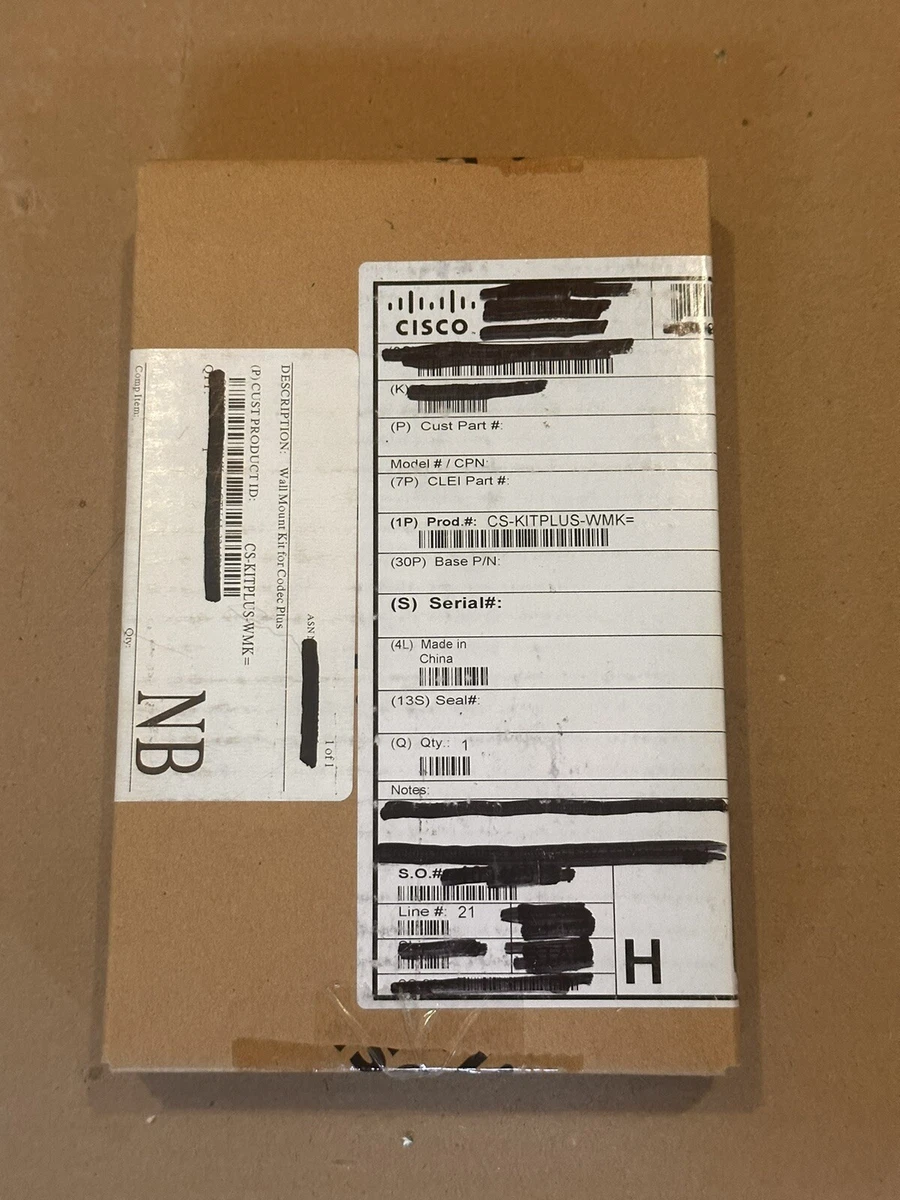 CISCO
(K)
(P) Cust Part #:
Model # / CPN:
(7P) CLEI Part #:
(1P) Prod.#: CS-KITPLUS-WMK=
(30P) Base P/N:
(S) Serial#:
(4L) Made in
China
(13S) Seal#:
(Q) Qty.: 1
Notes:
S.O.#
Line #: 21
H
1 of 1
ASN:
DESCRIPTION: Wall Mount Kit for Codec Plus
(P) CUST PRODUCT ID:
CS-KITPLUS-WMK=
NB
Comp Item:
Qty: